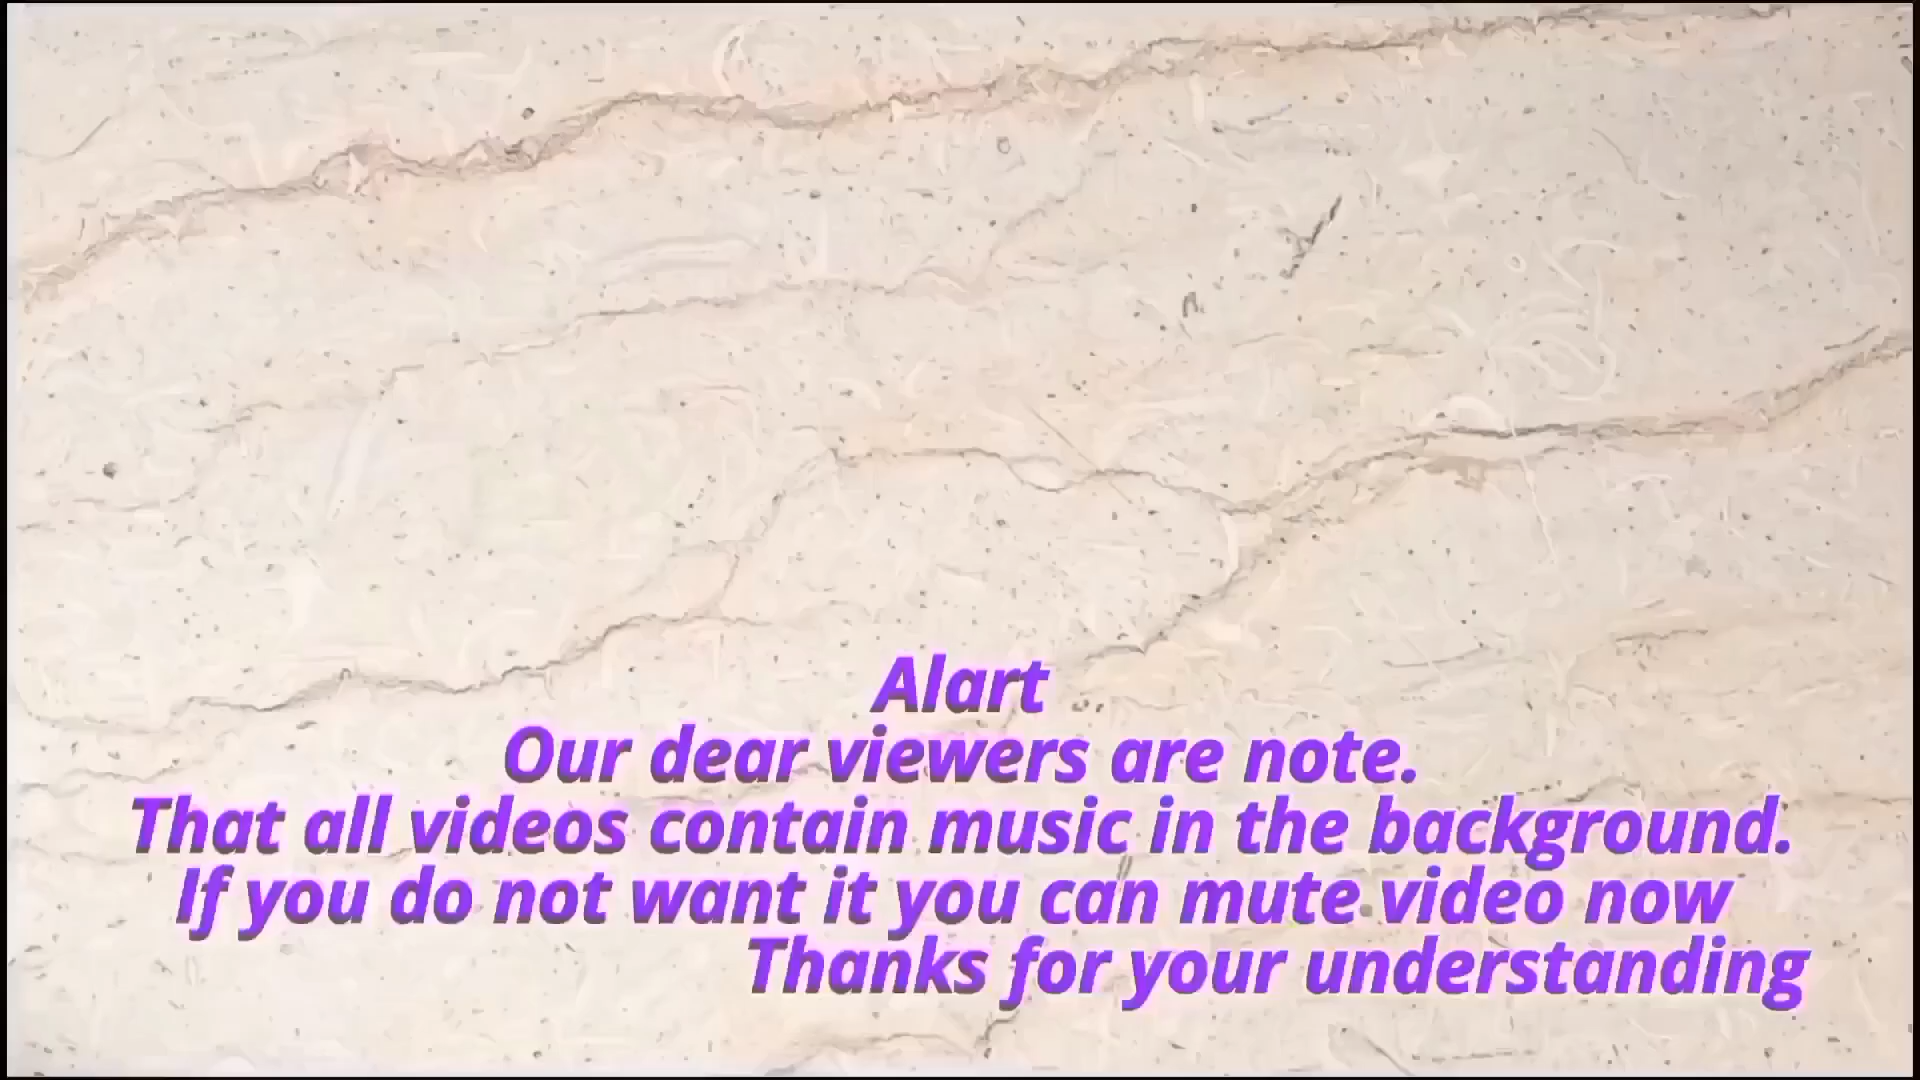 Alart
Our dear viewers are note.
That all videos contain music in the background.
If you do not want it you can mute video now
Thanks for your understanding